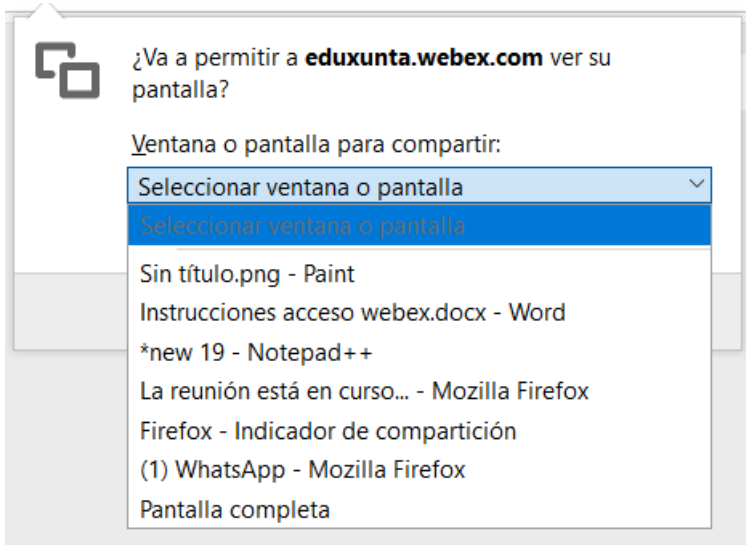 ¿Va a permitir a eduxunta.webex.com ver su
pantalla?
Ventana o pantalla para compartir:
Seleccionar ventana o pantalla
Seleccionar ventana o pantalla
Sin título.png - Paint
Instrucciones acceso webex.docx - Word
*new 19 - Notepad++
La reunión está en curso... - Mozilla Firefox
Firefox - Indicador de compartición
(1) WhatsApp - Mozilla Firefox
Pantalla completa